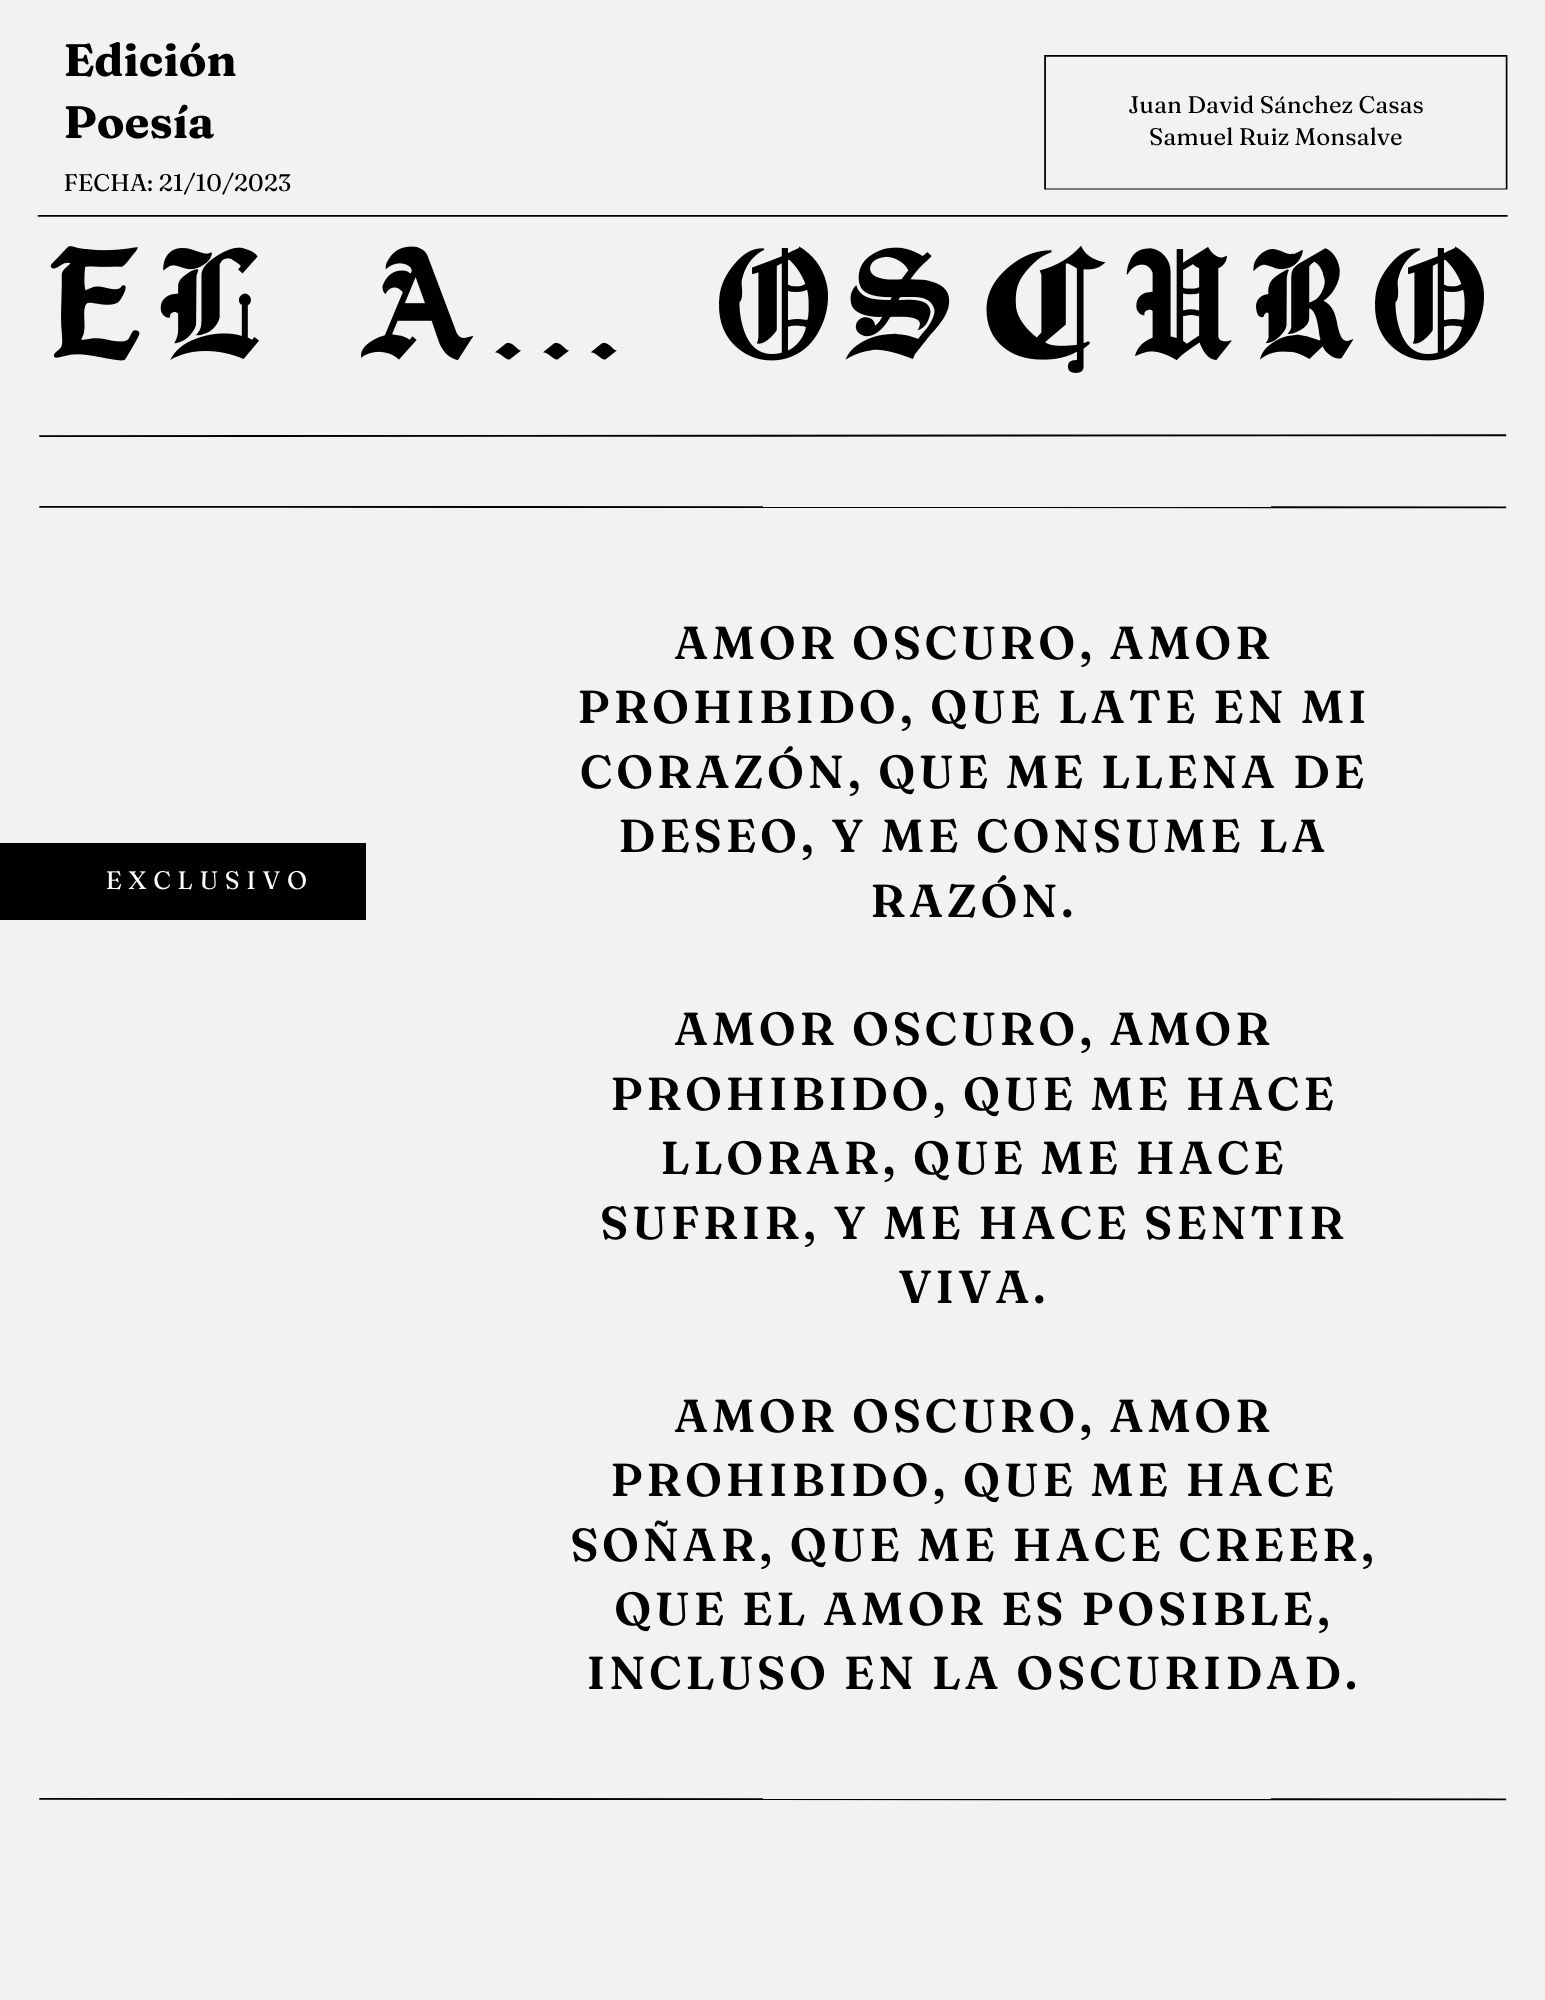 Edición
Poesía
FECHA: 21/10/2023
Juan David Sánchez Casas
Samuel Ruiz Monsalve
EL A... OSCURO
AMOR OSCURO, AMOR
PROHIBIDO, QUE LATE EN MI
CORAZÓN, QUE ME LLENA DE
DESEO, Y ME CONSUME LA
RAZÓN.
EXCLUSIVO
AMOR OSCURO, AMOR
PROHIBIDO, QUE ME HACE
LLORAR, QUE ME HACE
SUFRIR, Y ME HACE SENTIR
VIVA.
AMOR OSCURO, AMOR
PROHIBIDO, QUE ME HACE
SOÑAR, QUE ME HACE CREER,
QUE EL AMOR ES POSIBLE,
INCLUSO EN LA OSCURIDAD.